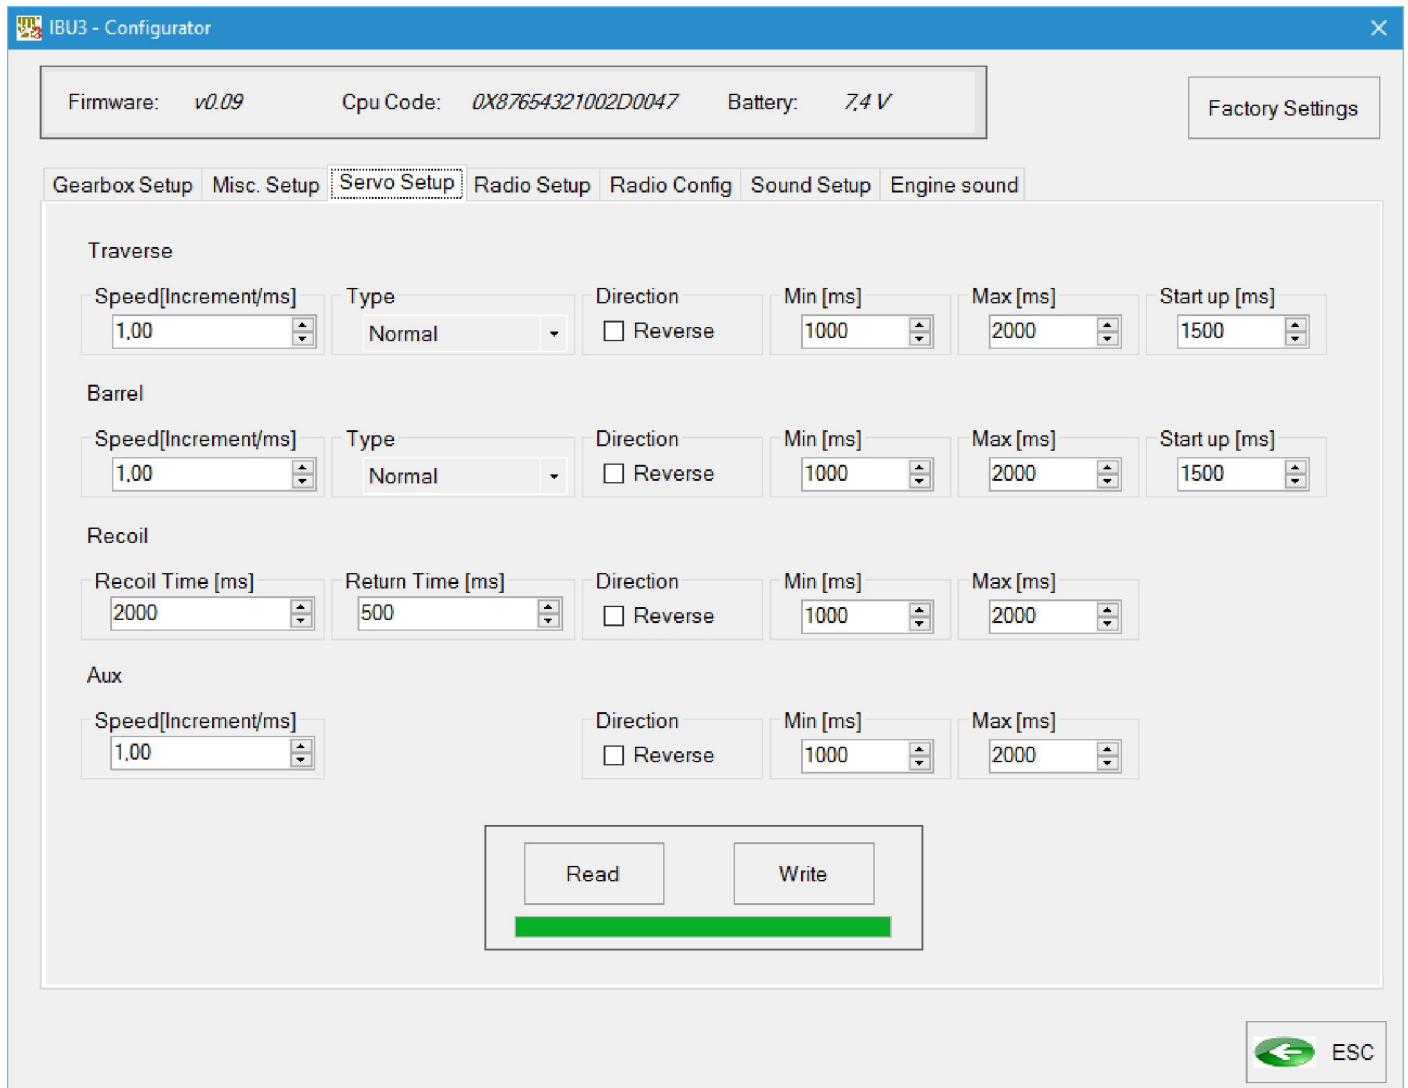 IBU3 - Configurator
Firmware: v0.09 Cpu Code: 0X87654321002D0047 Battery: 7,4 V
Factory Settings
Gearbox Setup Misc. Setup Servo Setup Radio Setup Radio Config Sound Setup Engine sound
Traverse
Speed[Increment/ms] Type Direction Min [ms] Max [ms] Start up [ms]
1,00 Normal Reverse 1000 2000 1500
Barrel
Speed[Increment/ms] Type Direction Min [ms] Max [ms] Start up [ms]
1,00 Normal Reverse 1000 2000 1500
Recoil
Recoil Time [ms] Return Time [ms] Direction Min [ms] Max [ms]
2000 500 Reverse 1000 2000
Aux
Speed[Increment/ms] Direction Min [ms] Max [ms]
1,00 Reverse 1000 2000
Read Write
ESC